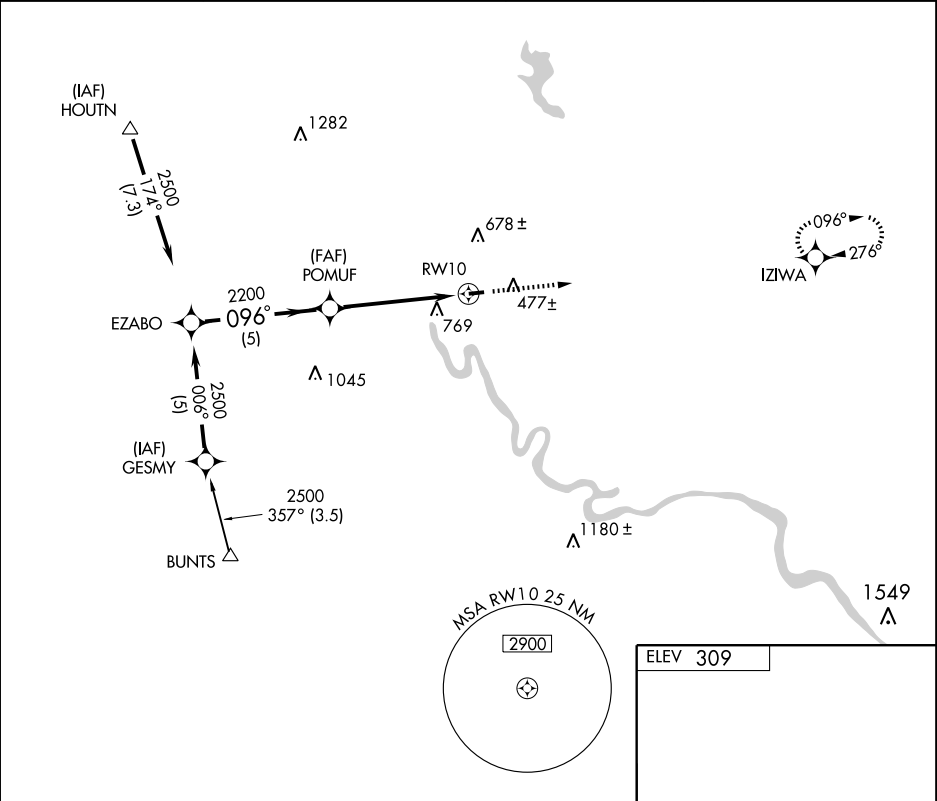 (IAF)
HOUTN
1282
2500
174°
(7.3)
678 ±
096°
276°
IZIWA
(FAF)
POMUF
RW10
477±
2200
096°
(5)
EZABO
769
1045
2500
006°
(5)
(IAF)
GESMY
2500
357° (3.5)
BUNTS
1180 ±
1549
MSA RW10 25 NM
2900
ELEV 309